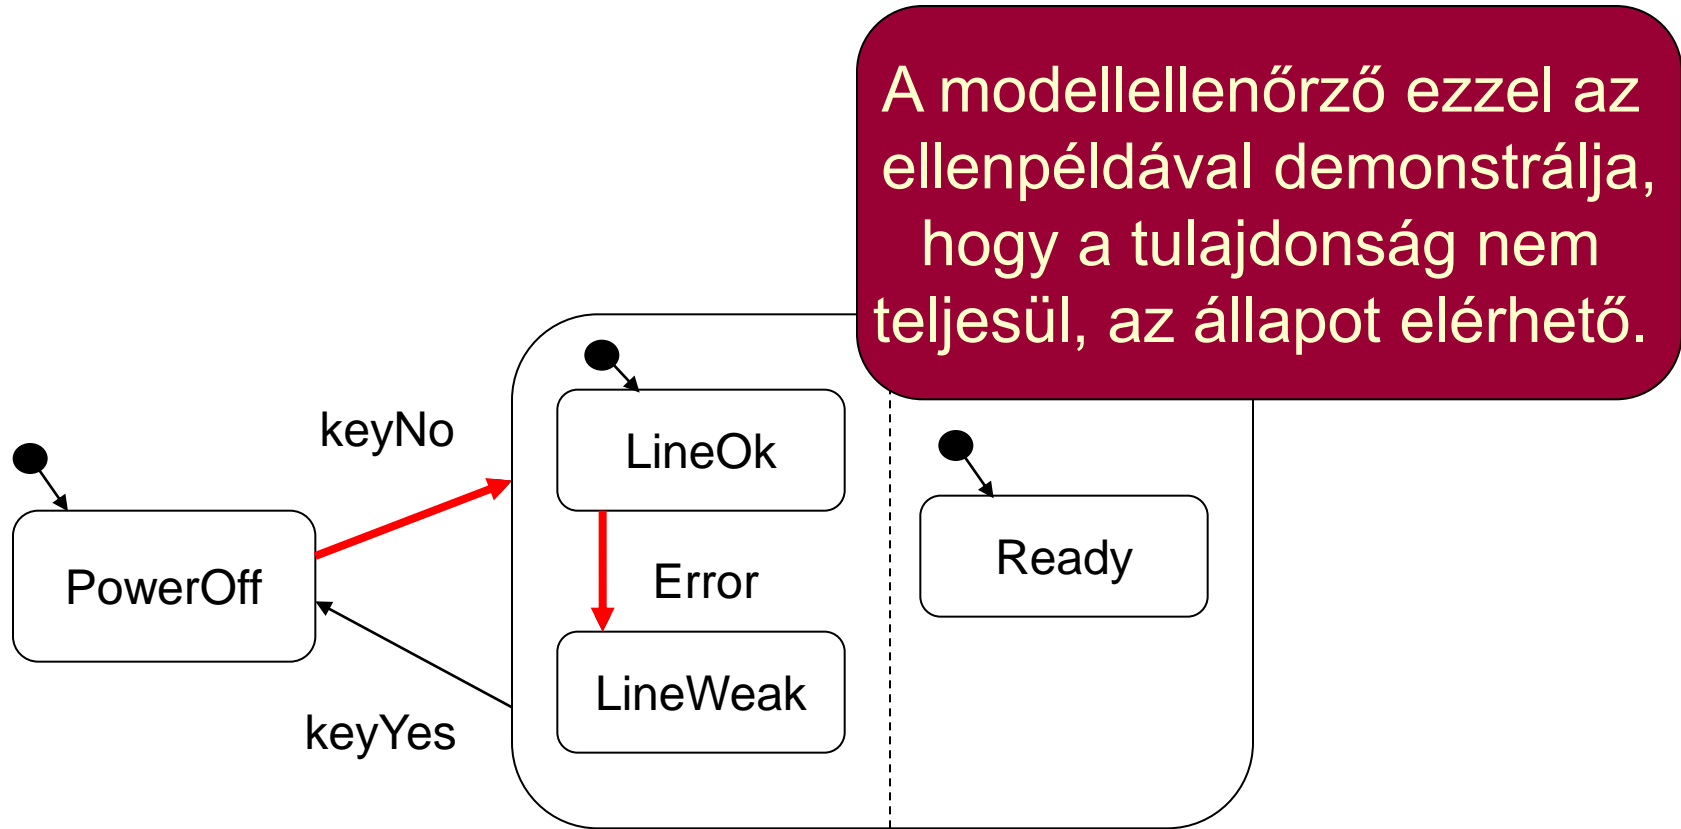 A modellellenőrző ezzel az
ellenpéldával demonstrálja,
hogy a tulajdonság nem
teljesül, az állapot elérhető.
keyNo
LineOk
Ready
PowerOff
Error
LineWeak
keyYes